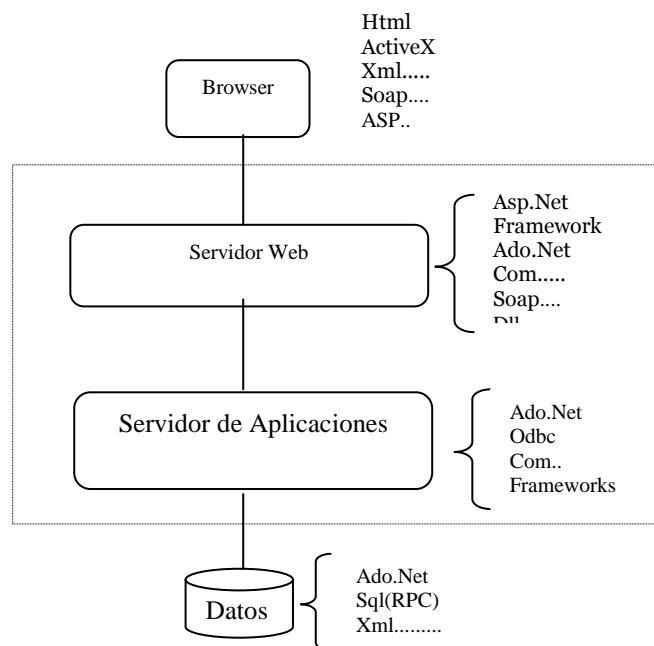 Html
ActiveX
Xml.....
Soap....
ASP..
Browser
Asp.Net
Framework
Ado.Net
Com.....
Soap....
Servidor Web
Servidor de Aplicaciones
Ado.Net
Odbc
Com..
Frameworks
Datos
Ado.Net
Sql(RPC)
Xml.........